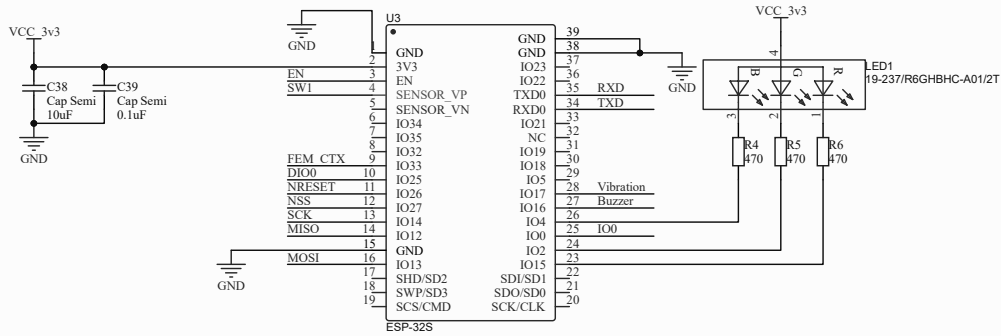 VCC_3v3
GND
C38
Cap Semi
10uF
C39
Cap Semi
0.1uF
GND
U3
1 GND
2 3V3
EN 3 EN
SW1 4 SENSOR_VP
5 SENSOR_VN
6 IO34
7 IO35
8 IO32
FEM_CTX 9 IO33
DIO0 10 IO25
NRESET 11 IO26
NSS 12 IO27
SCK 13 IO14
MISO 14 IO12
15 GND
MOSI 16 IO13
17 SHD/SD2
18 SWP/SD3
19 SCS/CMD
GND
GND 39
GND 38
IO23 37
IO22 36
TXD0 35 RXD
RXD0 34 TXD
IO21 33
NC 32
IO19 31
IO18 30
IO5 29
IO17 28 Vibration
IO16 27 Buzzer
IO4 26
IO0 25 IO0
IO2 24
IO15 23
SDI/SD1 22
SDO/SD0 21
SCK/CLK 20
ESP-32S
GND
VCC_3v3
4
LED1
19-237/R6GHBHC-A01/2T
B G R
3 2 1
R4
470
R5
470
R6
470